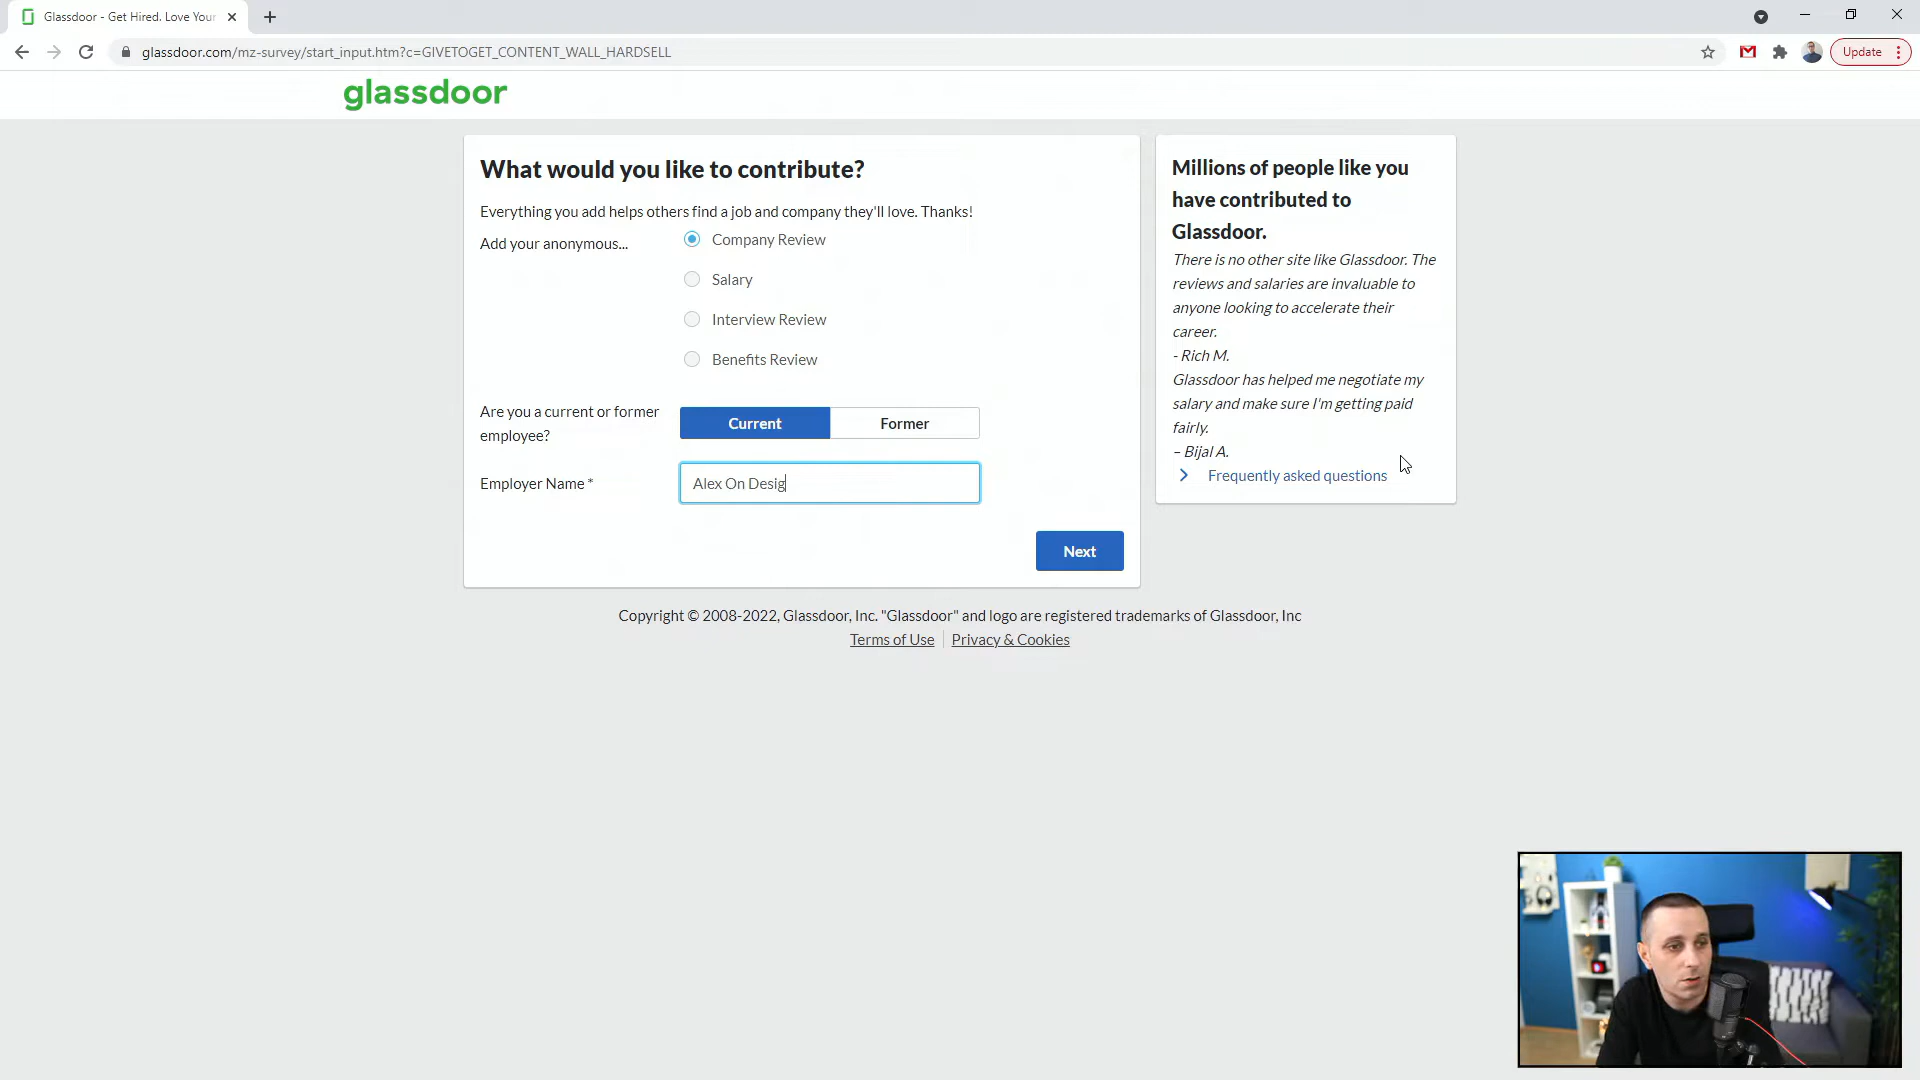 Glassdoor - Get Hired. Love Your
glassdoor.com/mz-survey/start_input.htm?c=GIVETOGET_CONTENT_WALL_HARDSELL
Update
glassdoor
What would you like to contribute?
Everything you add helps others find a job and company they'll love. Thanks!
Add your anonymous...
Company Review
Salary
Interview Review
Benefits Review
Are you a current or former
employee?
Current
Former
Employer Name *
Alex On Desig
Next
Millions of people like you
have contributed to
Glassdoor.
There is no other site like Glassdoor. The
reviews and salaries are invaluable to
anyone looking to accelerate their
career.
- Rich M.
Glassdoor has helped me negotiate my
salary and make sure I'm getting paid
fairly.
– Bijal A.
Frequently asked questions
Copyright © 2008-2022, Glassdoor, Inc. "Glassdoor" and logo are registered trademarks of Glassdoor, Inc
Terms of Use
Privacy & Cookies